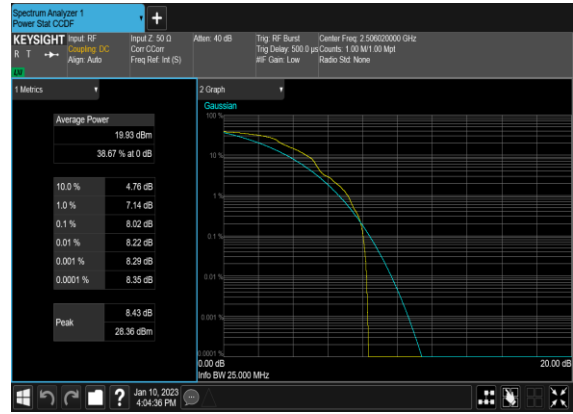 Spectrum Analyzer 1
Power Stat CCDF
KEYSIGHT
R T
LW
Input: RF
Coupling: DC
Align: Auto
Input Z: 50 Ω
Corr CCorr
Freq Ref: Int (S)
Atten: 40 dB
Trig: RF Burst
Trig Delay: 500.0 µs
#IF Gain: Low
Center Freq: 2.506020000 GHz
Counts: 1.00 M/1.00 Mpt
Radio Std: None
1 Metrics
Average Power
19.93 dBm
38.67 % at 0 dB
10.0 % 4.76 dB
1.0 % 7.14 dB
0.1 % 8.02 dB
0.01 % 8.22 dB
0.001 % 8.29 dB
0.0001 % 8.35 dB
Peak
8.43 dB
28.36 dBm
2 Graph
Gaussian
100 %
10 %
1 %
0.1 %
0.01 %
0.001 %
0.0001 %
0.00 dB
20.00 dB
Info BW 25.000 MHz
?
Jan 10, 2023
4:04:36 PM